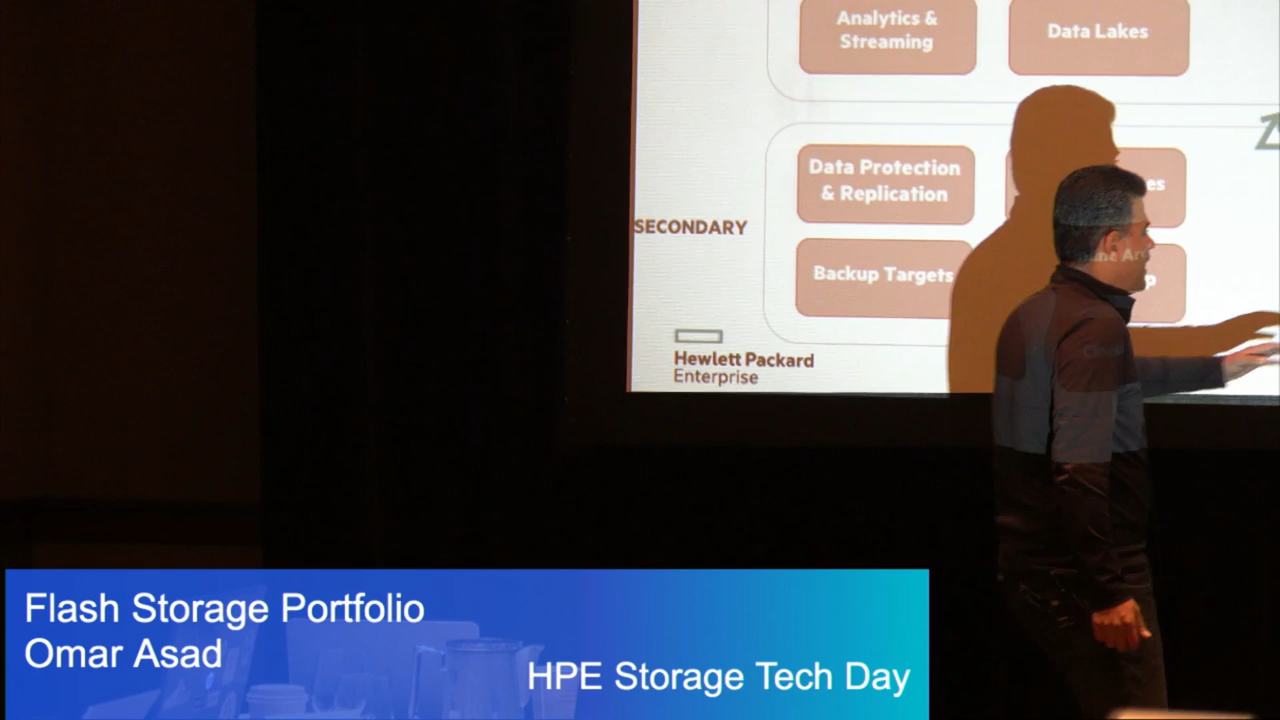 Analytics &
Streaming
Data Lakes
Data Protection
& Replication
SECONDARY
Backup Targets
Hewlett Packard
Enterprise
Flash Storage Portfolio
Omar Asad
HPE Storage Tech Day